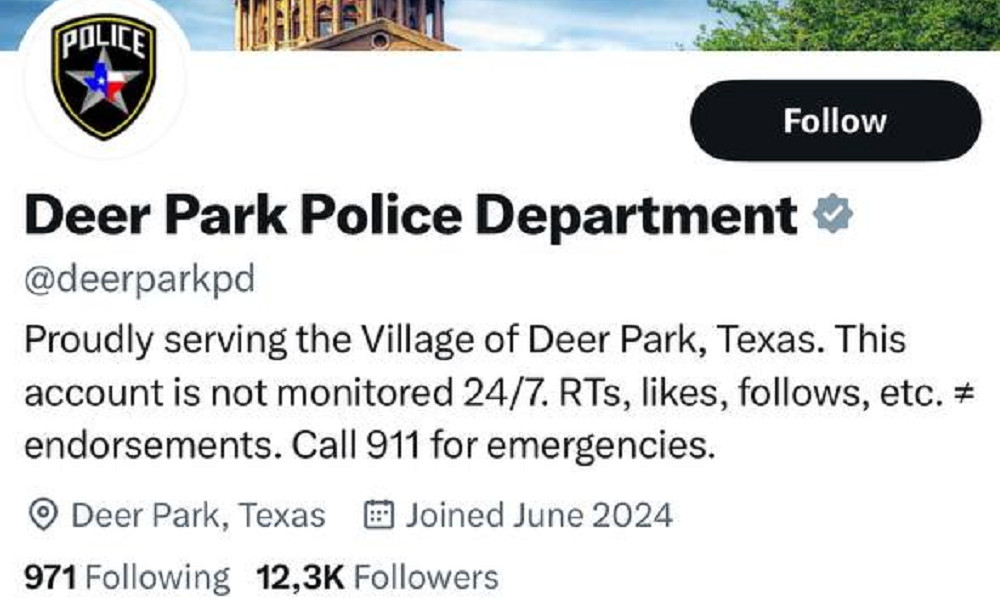 POLICE
Follow
Deer Park Police Department
@deerparkpd
Proudly serving the Village of Deer Park, Texas. This
account is not monitored 24/7. RTs, likes, follows, etc. ≠
endorsements. Call 911 for emergencies.
Deer Park, Texas Joined June 2024
971 Following 12,3K Followers